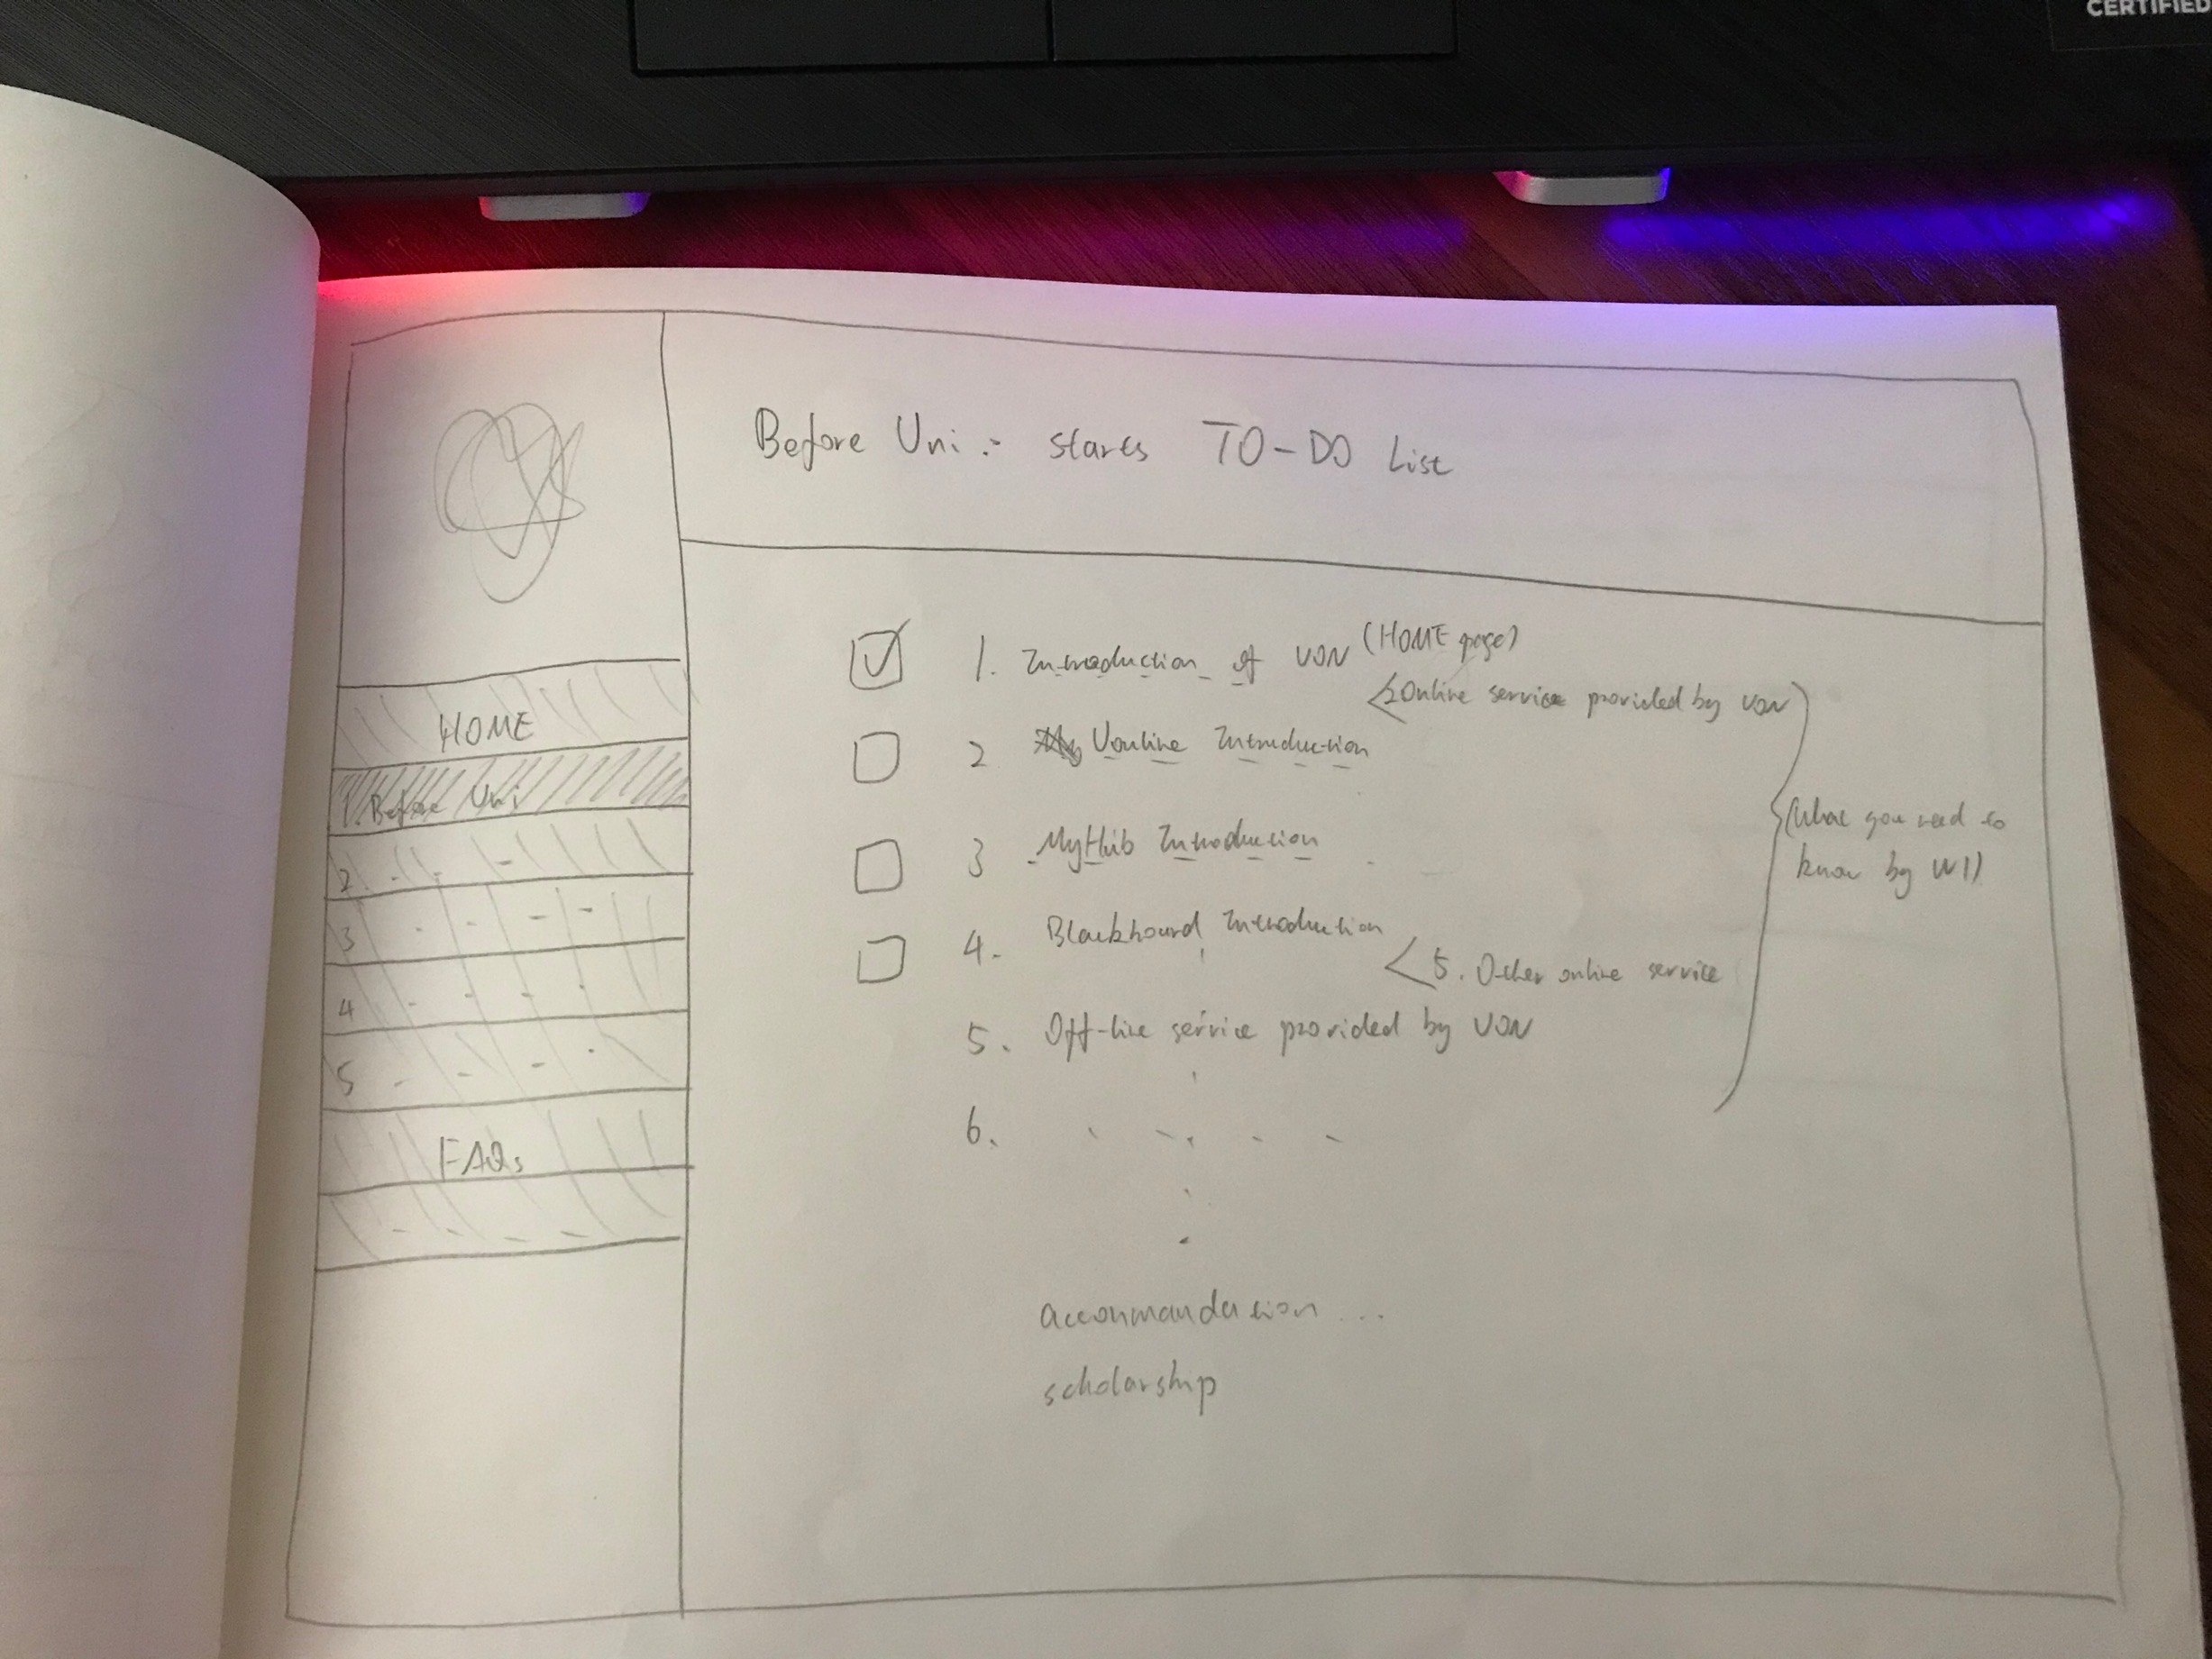 CERTIFIED
Before Uni : starts TO-DO List
HOME
1. Before Uni
2
3
4
5
FAQs
1. Introduction of UON (HOME page)
2 Online service provided by UON
2 Uonline Introduction
3 MyHub Introduction
4. Blackboard Introduction
5. Other online service
5. Off-line service provided by UON
6.
accommandation ...
scholarship
(What you need to
know by W1)